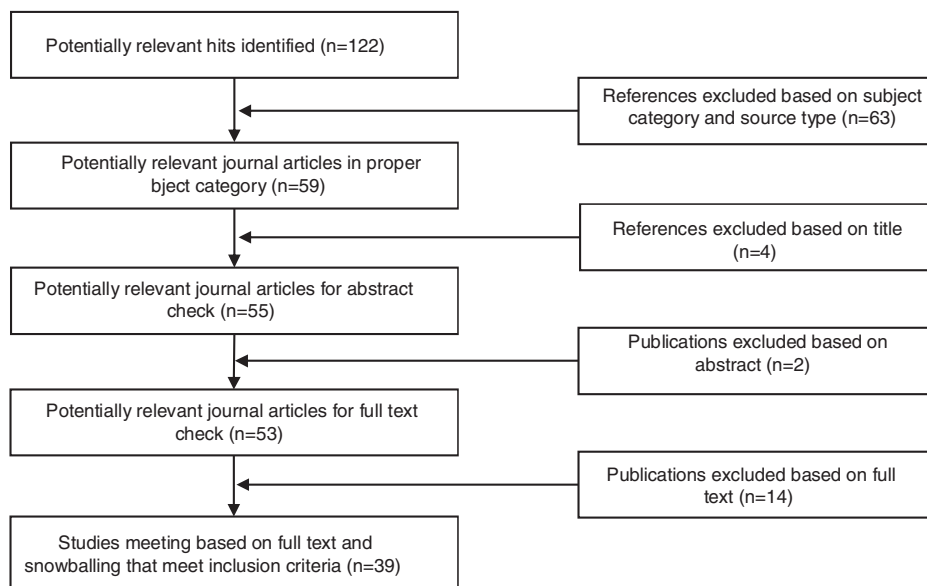 Potentially relevant hits identified (n=122)
References excluded based on subject
category and source type (n=63)
Potentially relevant journal articles in proper
bject category (n=59)
References excluded based on title
(n=4)
Potentially relevant journal articles for abstract
check (n=55)
Publications excluded based on
abstract (n=2)
Potentially relevant journal articles for full text
check (n=53)
Publications excluded based on full
text (n=14)
Studies meeting based on full text and
snowballing that meet inclusion criteria (n=39)